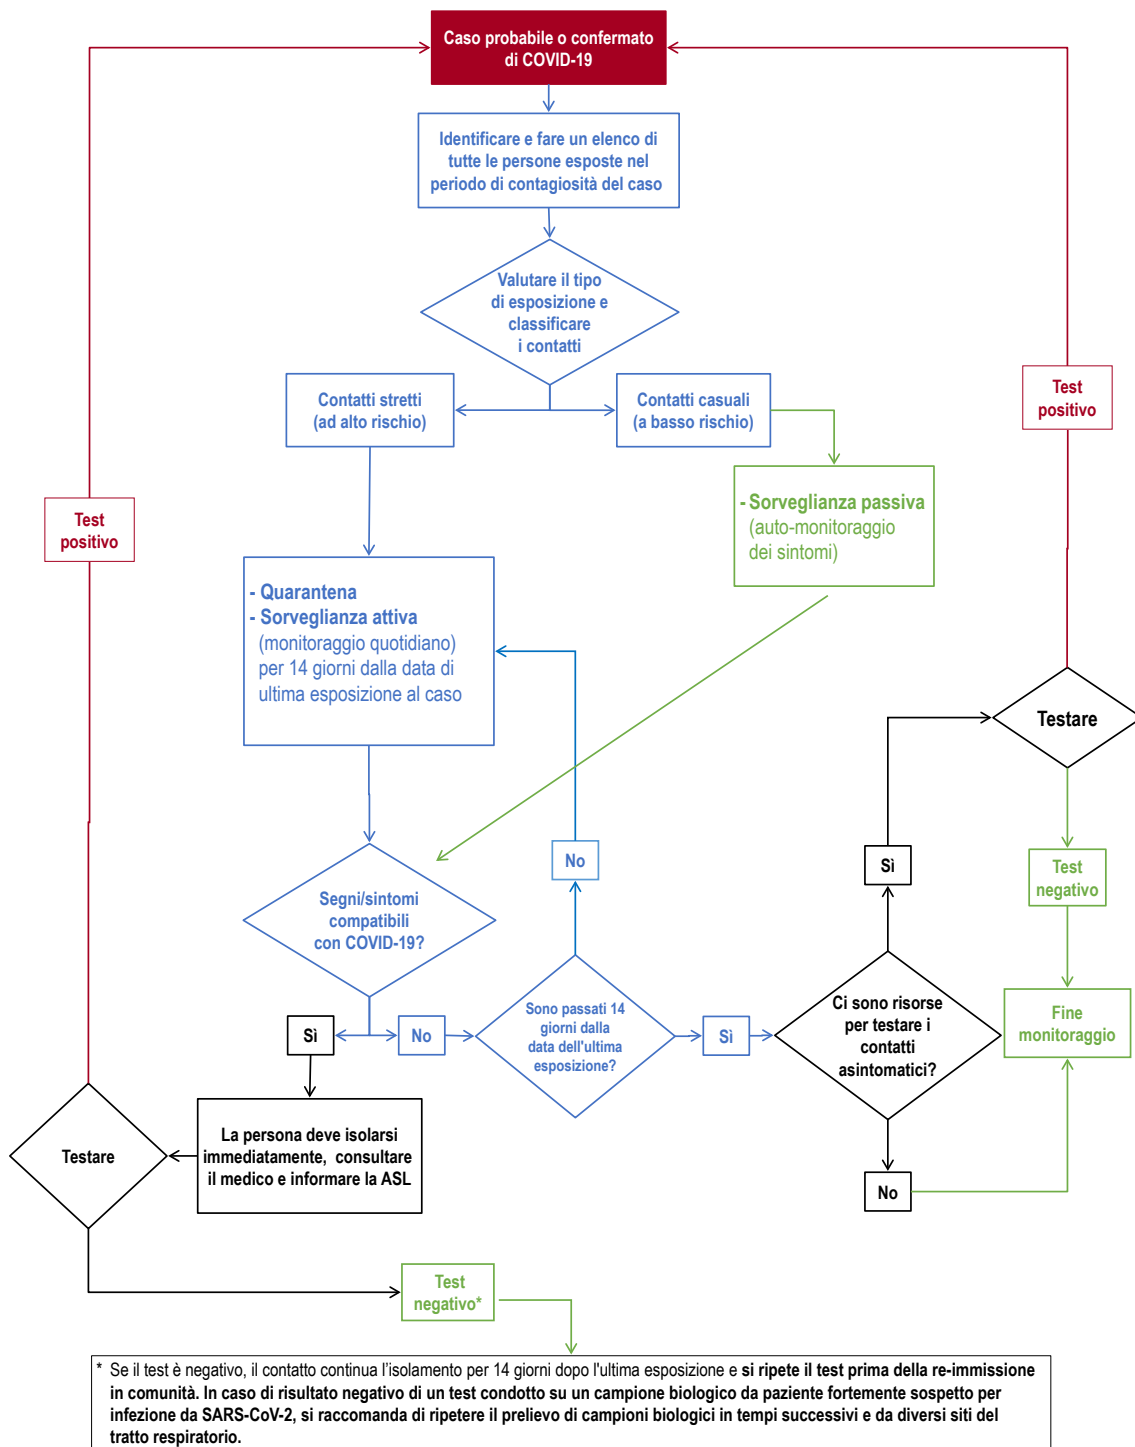 Caso probabile o confermato
di COVID-19
Identificare e fare un elenco di
tutte le persone esposte nel
periodo di contagiosità del caso
Valutare il tipo
di esposizione e
classificare
i contatti
Contatti stretti
(ad alto rischio)
Contatti casuali
(a basso rischio)
Test
positivo
- Sorveglianza passiva
(auto-monitoraggio
dei sintomi)
Test
positivo
- Quarantena
- Sorveglianza attiva
(monitoraggio quotidiano)
per 14 giorni dalla data di
ultima esposizione al caso
Testare
No
Sì
Test
negativo
Segni/sintomi
compatibili
con COVID-19?
Sono passati 14
giorni dalla
data dell'ultima
esposizione?
Ci sono risorse
per testare i
contatti
asintomatici?
Fine
monitoraggio
Sì
No
Sì
La persona deve isolarsi
immediatamente, consultare
il medico e informare la ASL
Testare
No
Test
negativo*
* Se il test è negativo, il contatto continua l’isolamento per 14 giorni dopo l'ultima esposizione e si ripete il test prima della re-immissione
in comunità. In caso di risultato negativo di un test condotto su un campione biologico da paziente fortemente sospetto per
infezione da SARS-CoV-2, si raccomanda di ripetere il prelievo di campioni biologici in tempi successivi e da diversi siti del
tratto respiratorio.